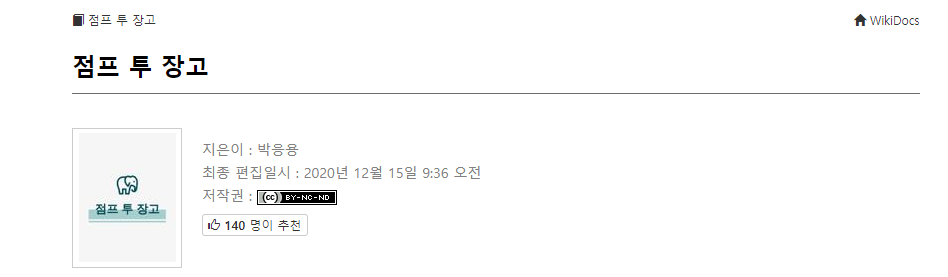 점프 투 장고
WikiDocs
점프 투 장고
점프 투 장고
지은이 : 박응용
최종 편집일시 : 2020년 12월 15일 9:36 오전
저작권 : cc BY-NC-ND
140 명이 추천